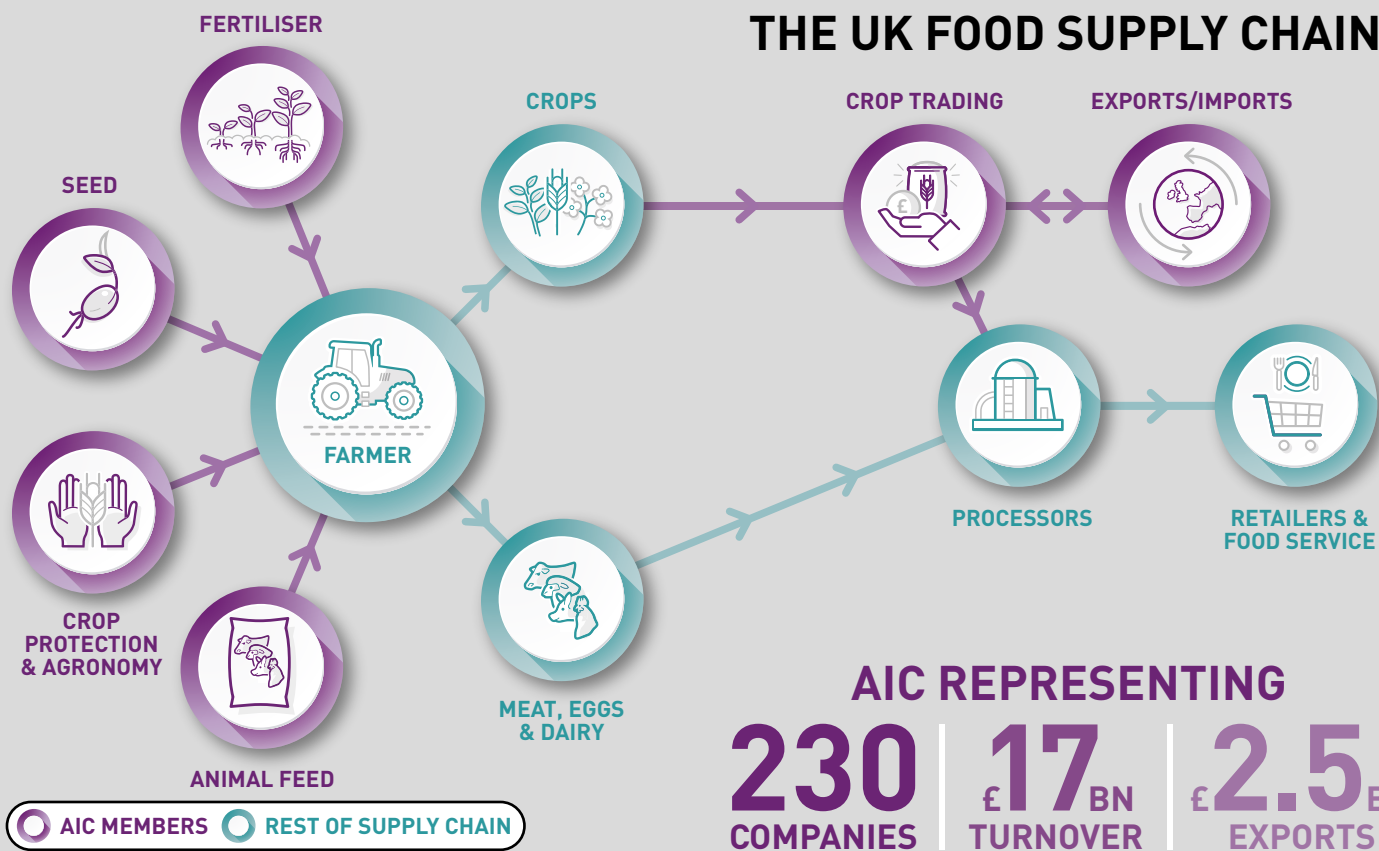 THE UK FOOD SUPPLY CHAIN
FERTILISER
SEED
CROP
PROTECTION
& AGRONOMY
ANIMAL FEED
FARMER
CROPS
MEAT, EGGS
& DAIRY
CROP TRADING
£
EXPORTS/IMPORTS
PROCESSORS
RETAILERS &
FOOD SERVICE
AIC REPRESENTING
230
COMPANIES
£17BN
TURNOVER
£2.5
EXPORTS
AIC MEMBERS
REST OF SUPPLY CHAIN